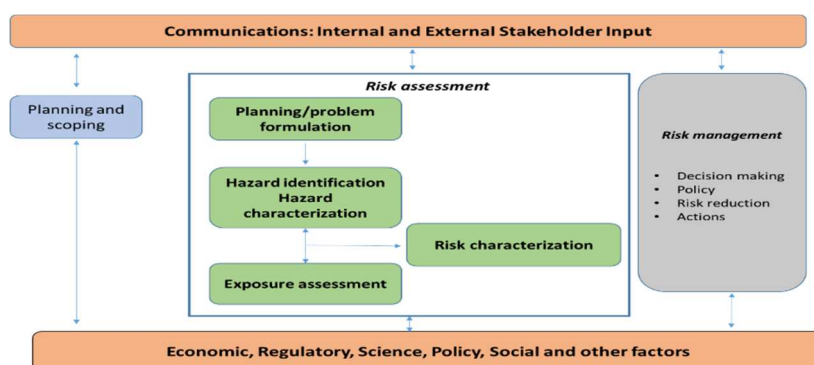 Communications: Internal and External Stakeholder Input
Planning and
scoping
Risk assessment
Planning/problem
formulation
Hazard identification
Hazard
characterization
Risk characterization
Exposure assessment
Risk management
• Decision making
• Policy
• Risk reduction
• Actions
Economic, Regulatory, Science, Policy, Social and other factors